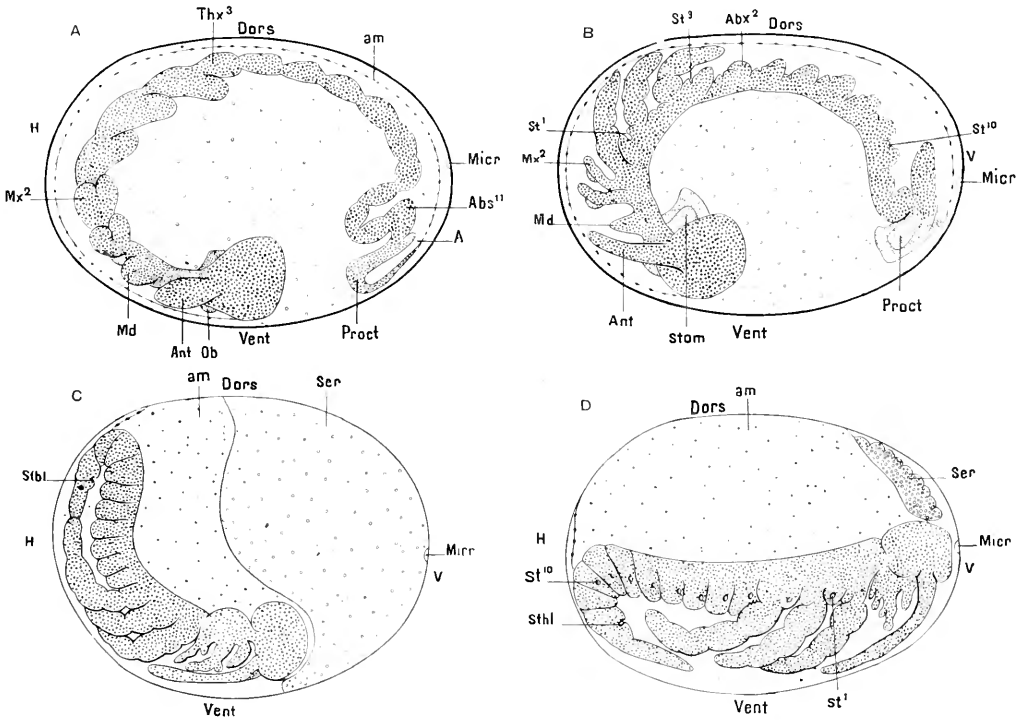 A
Thx³
Dors
am
H
Micr
Mx²
Abs¹¹
A
Md
Ant
Ob
Vent
Proct
B
St³
Abx²
Dors
St¹
St¹⁰
Mx²
V
Micr
Md
Ant
Stom
Vent
Proct
C
am
Dors
Ser
Stbl
H
Micr
V
Vent
D
am
Dors
Ser
H
Micr
V
St¹⁰
Sthl
St¹
Vent